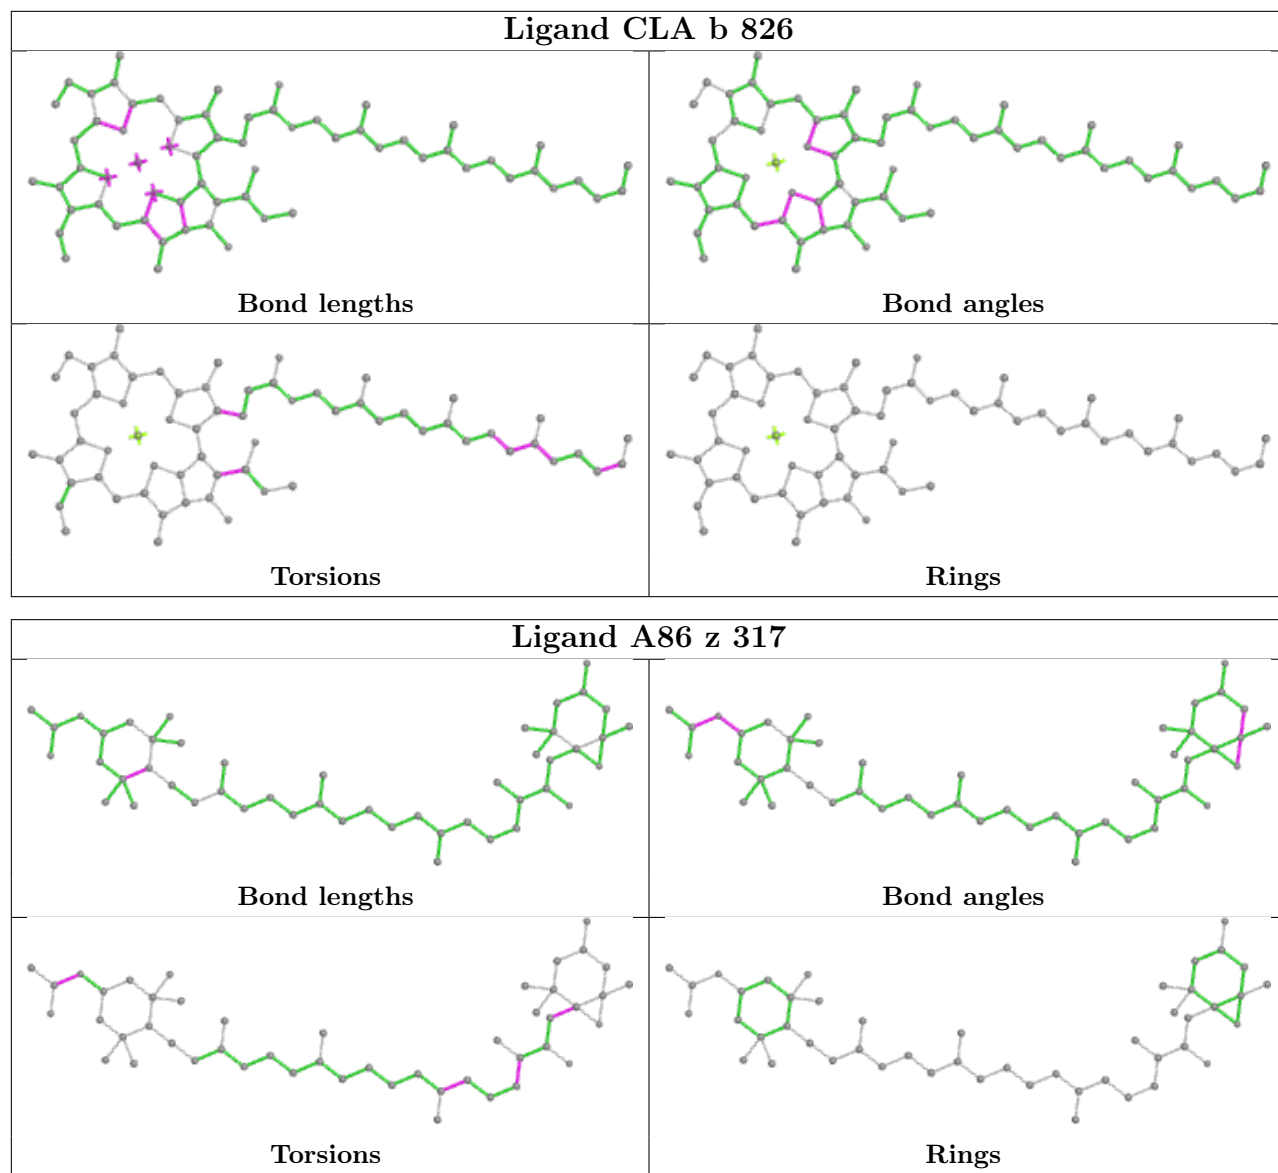 Ligand CLA b 826
Bond lengths
Bond angles
Torsions
Rings
Ligand A86 z 317
Bond lengths
Bond angles
Torsions
Rings